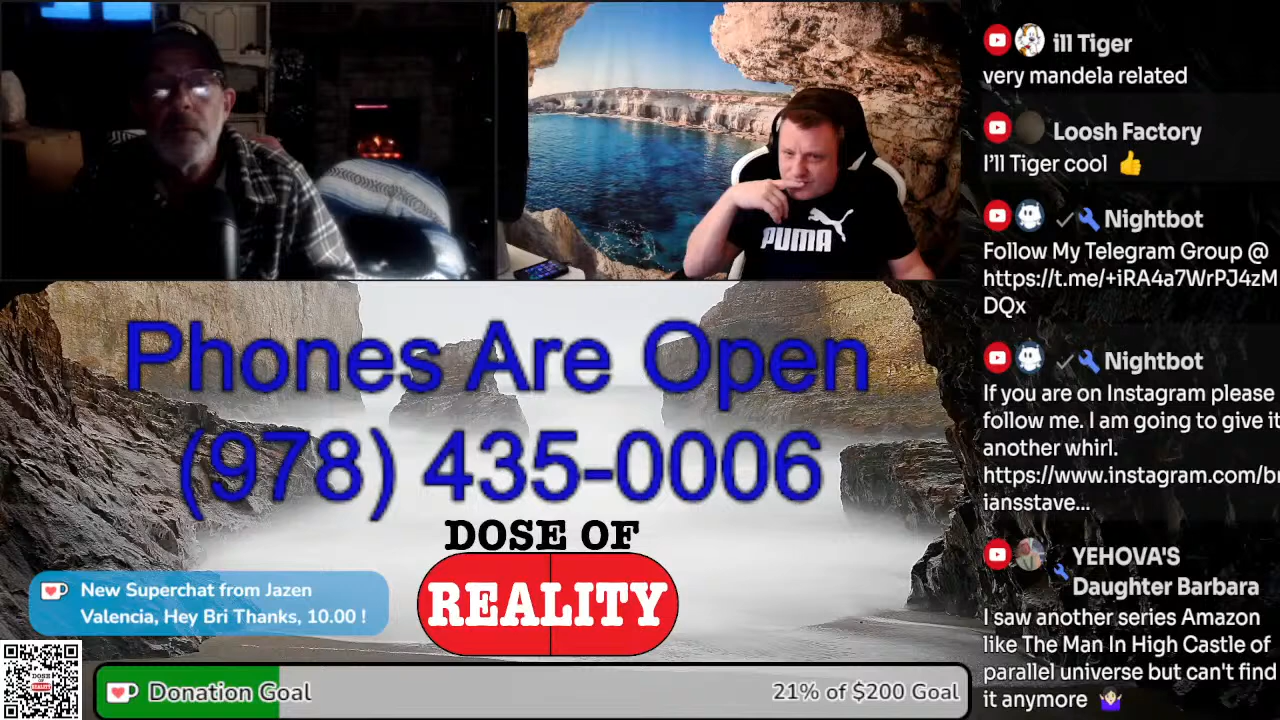 PUMA
Phones Are Open
(978) 435-0006
DOSE OF
REALITY
New Superchat from Jazen
Valencia, Hey Bri Thanks, 10.00 !
DOSE
OF
REALITY
Donation Goal
21% of $200 Goal
ill Tiger
very mandela related
Loosh Factory
I’ll Tiger cool 👍
Nightbot
Follow My Telegram Group @
https://t.me/+iRA4a7WrPJ4zM
DQx
Nightbot
If you are on Instagram please
follow me. I am going to give it
another whirl.
https://www.instagram.com/br
iansstave...
YEHOVA'S
Daughter Barbara
I saw another series Amazon
like The Man In High Castle of
parallel universe but can't find
it anymore 🤷‍♀️